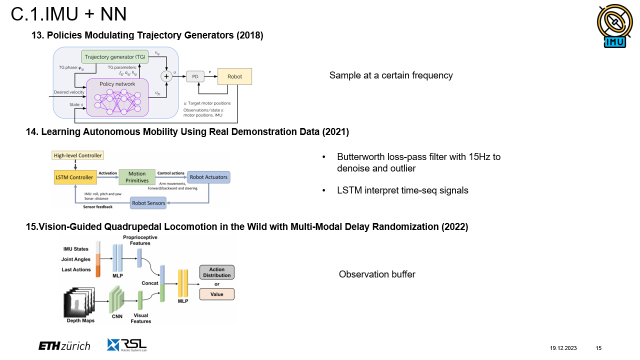 C.1.IMU + NN
IMU
13. Policies Modulating Trajectory Generators (2018)
Trajectory generator (TG)
TG phase
TG parameters:
Policy network
Desired velocity
State s
PD
Robot
u: Target motor positions
Observations/state s:
motor positions, IMU
Sample at a certain frequency
14. Learning Autonomous Mobility Using Real Demonstration Data (2021)
High-level Controller
LSTM Controller
Activation
Motion
Primitives
Control actions
Robot Actuators
Arm movements,
Forward/backward and steering.
IMU: roll, pitch and yaw
Sonar: distance
Sensor feedback
Robot Sensors
• Butterworth loss-pass filter with 15Hz to
denoise and outlier
• LSTM interpret time-seq signals
15.Vision-Guided Quadrupedal Locomotion in the Wild with Multi-Modal Delay Randomization (2022)
Proprioceptive
Features
IMU States
Joint Angles
Last Actions
MLP
Concat
Action
Distribution
or
Value
MLP
Depth Maps
CNN
Visual
Features
Observation buffer
ETH zürich
RSL
19.12.2023
15